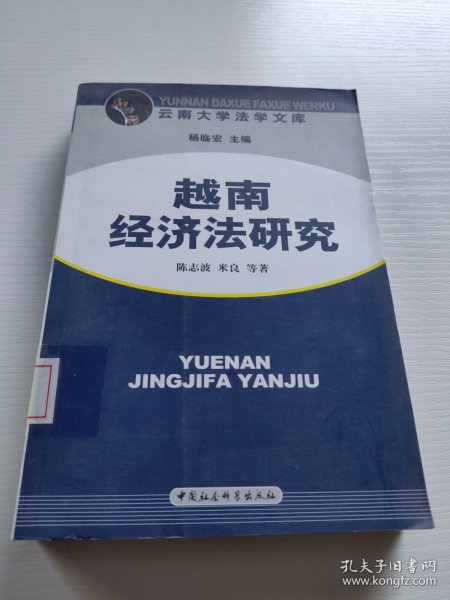 YUNNAN DAXUE FAXUE WENKU
云南大学法学文库
杨临宏 主编
越南
经济法研究
陈志波 米良 等著
YUENAN
JINGJIFA YANJIU
中国社会科学出版社
孔夫子旧书网
www.kongfz.com